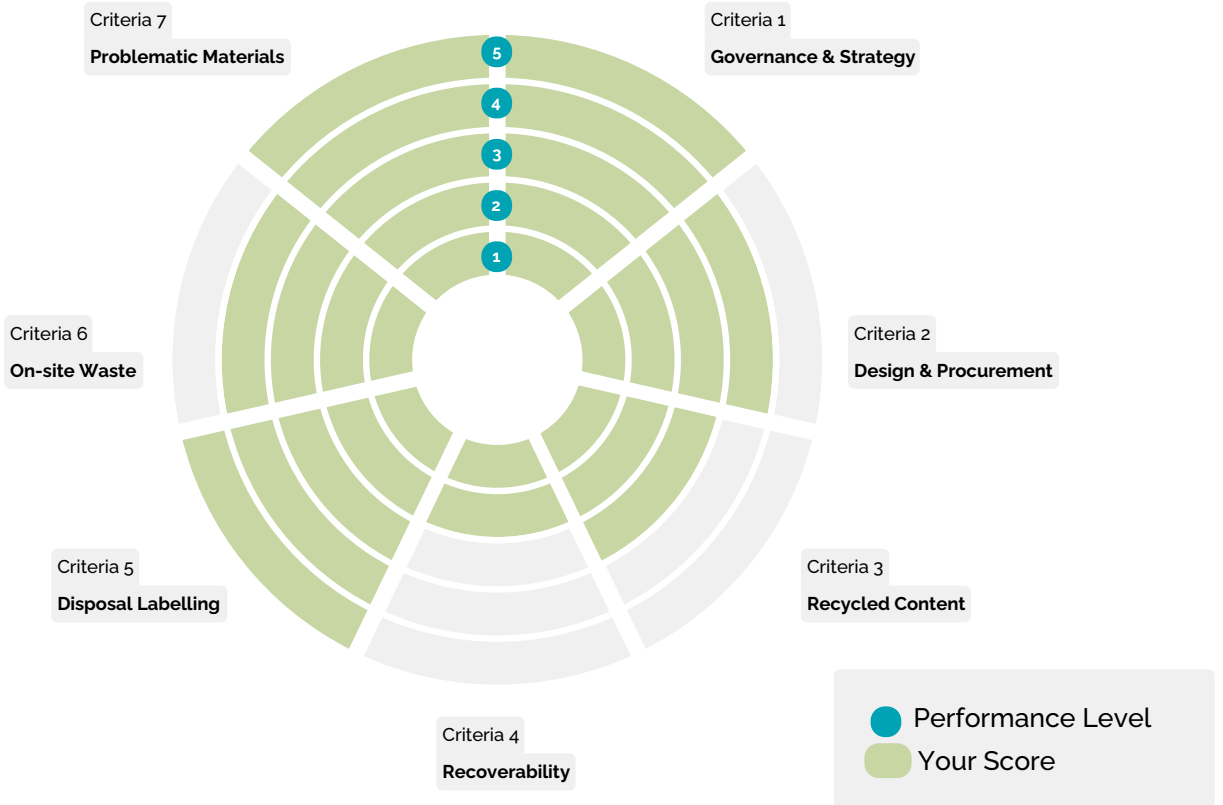 Criteria 7
Problematic Materials
Criteria 1
Governance & Strategy
5
4
3
2
1
Criteria 6
On-site Waste
Criteria 2
Design & Procurement
Criteria 5
Disposal Labelling
Criteria 3
Recycled Content
Criteria 4
Recoverability
Performance Level
Your Score